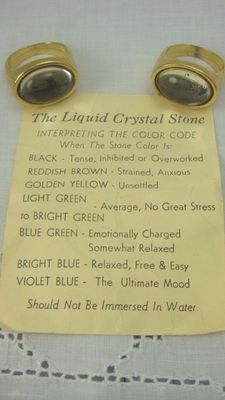 The Liquid Crystal Stone
INTERPRETING THE COLOR CODE
When The Stone Color Is:
BLACK - Tense, Inhibited or Overworked
REDDISH BROWN - Strained, Anxious
GOLDEN YELLOW - Unsettled
LIGHT GREEN
- Average, No Great Stress
to BRIGHT GREEN
BLUE GREEN - Emotionally Charged
Somewhat Relaxed
BRIGHT BLUE - Relaxed, Free & Easy
VIOLET BLUE - The Ultimate Mood
Should Not Be Immersed In Water.